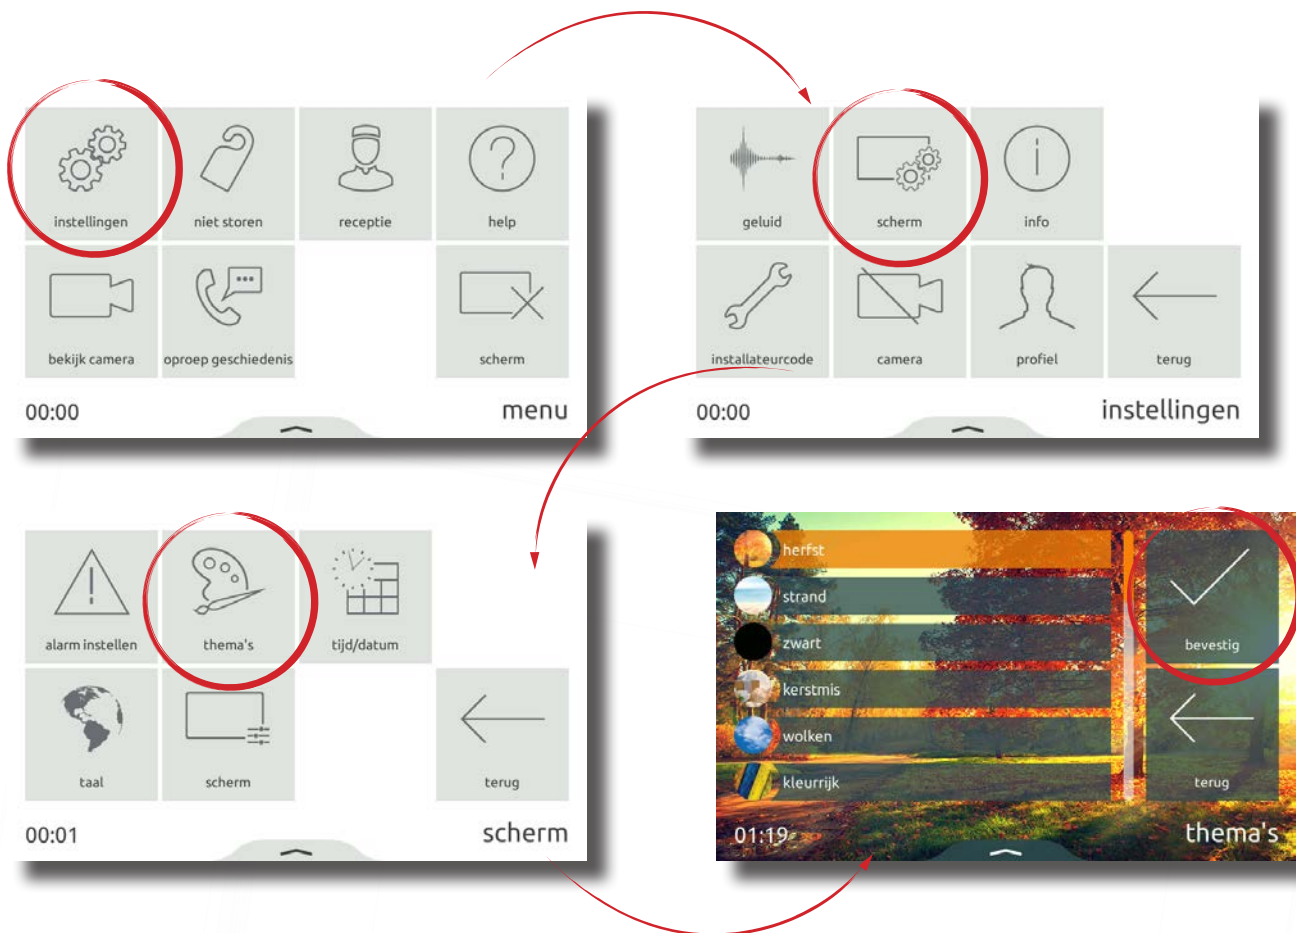 instellingen
niet storen
receptie
help
bekijk camera
oproep geschiedenis
scherm
00:00
menu
geluid
scherm
info
installateurcode
camera
profiel
terug
00:00
instellingen
alarm instellen
thema's
tijd/datum
taal
scherm
terug
00:01
scherm
herfst
strand
zwart
kerstmis
wolken
kleurrijk
bevestig
terug
01:19
thema's